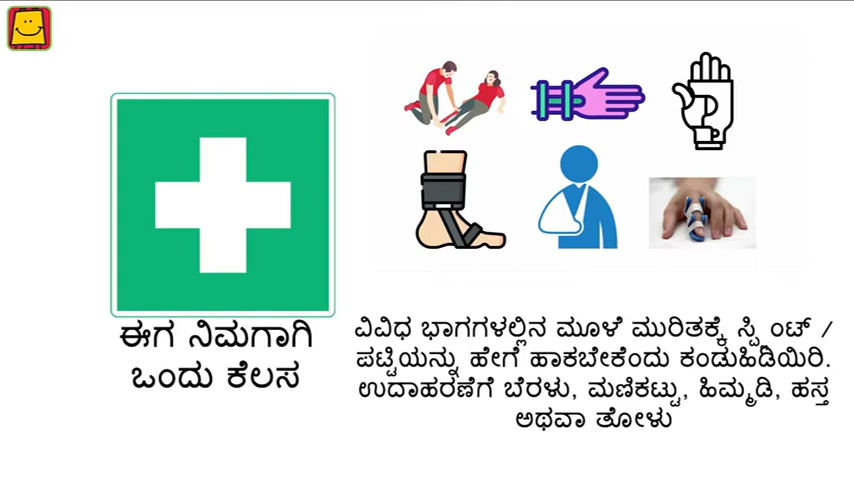 ಈಗ ನಿಮಗಾಗಿ
ಒಂದು ಕೆಲಸ
ವಿವಿಧ ಭಾಗಗಳಲ್ಲಿನ ಮೂಳೆ ಮುರಿತಕ್ಕೆ ಸ್ಪ್ಲಿಂಟ್ /
ಪಟ್ಟಿಯನ್ನು ಹೇಗೆ ಹಾಕಬೇಕೆಂದು ಕಂಡುಹಿಡಿಯಿರಿ.
ಉದಾಹರಣೆಗೆ ಬೆರಳು, ಮಣಿಕಟ್ಟು, ಹಿಮ್ಮಡಿ, ಹಸ್ತ
ಅಥವಾ ತೋಳು